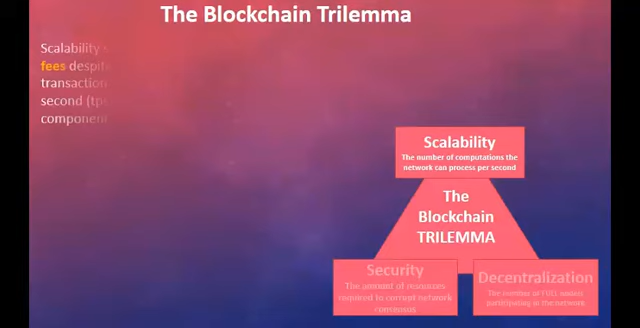 The Blockchain Trilemma
Scalability
fees despite
transaction
second (tps
component
Scalability
The number of computations the
network can process per second
The
Blockchain
TRILEMMA
Security
The amount of resources
required to corrupt network
consensus
Decentralization
The number of FULL nodes
participating in the network